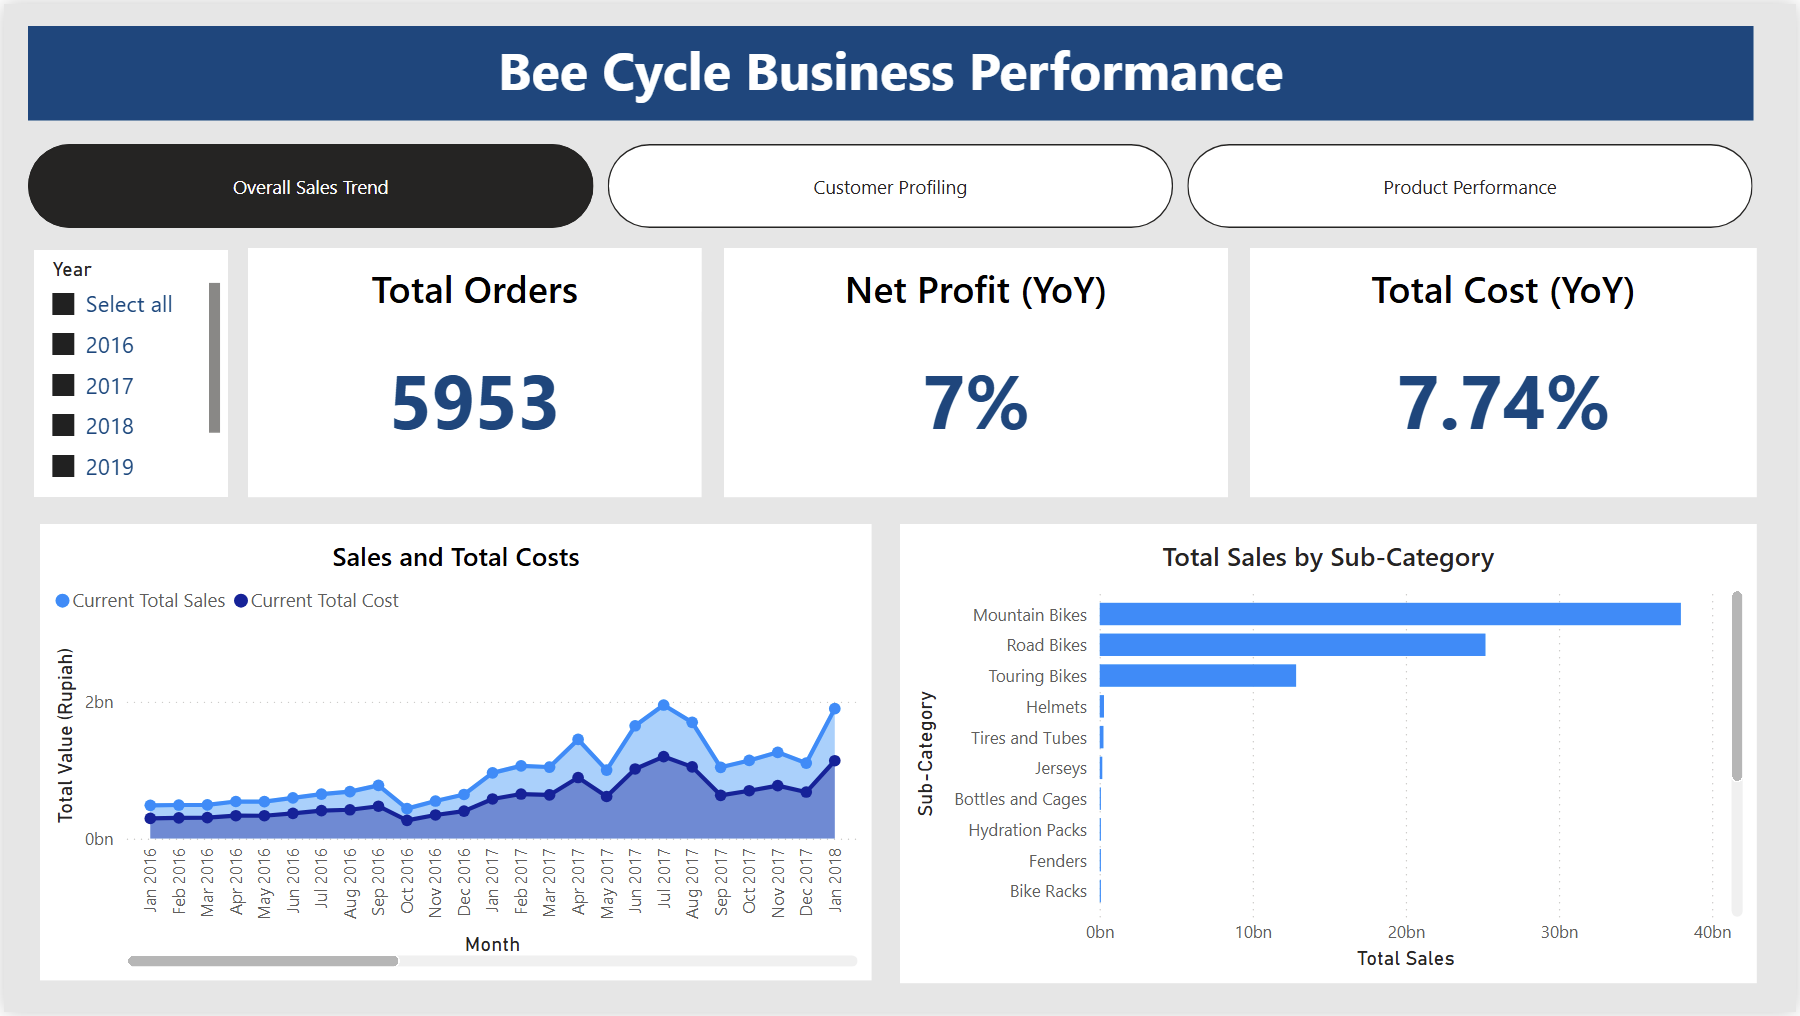 Bee Cycle Business Performance
Overall Sales Trend
Customer Profiling
Product Performance
Year
Select all
2016
2017
2018
2019
Total Orders
5953
Net Profit (YoY)
7%
Total Cost (YoY)
7.74%
Sales and Total Costs
Current Total Sales
Current Total Cost
Total Value (Rupiah)
2bn
0bn
Jan 2016
Feb 2016
Mar 2016
Apr 2016
May 2016
Jun 2016
Jul 2016
Aug 2016
Sep 2016
Oct 2016
Nov 2016
Dec 2016
Jan 2017
Feb 2017
Mar 2017
Apr 2017
May 2017
Jun 2017
Jul 2017
Aug 2017
Sep 2017
Oct 2017
Nov 2017
Dec 2017
Jan 2018
Month
Total Sales by Sub-Category
Sub-Category
Mountain Bikes
Road Bikes
Touring Bikes
Helmets
Tires and Tubes
Jerseys
Bottles and Cages
Hydration Packs
Fenders
Bike Racks
0bn
10bn
20bn
30bn
40bn
Total Sales